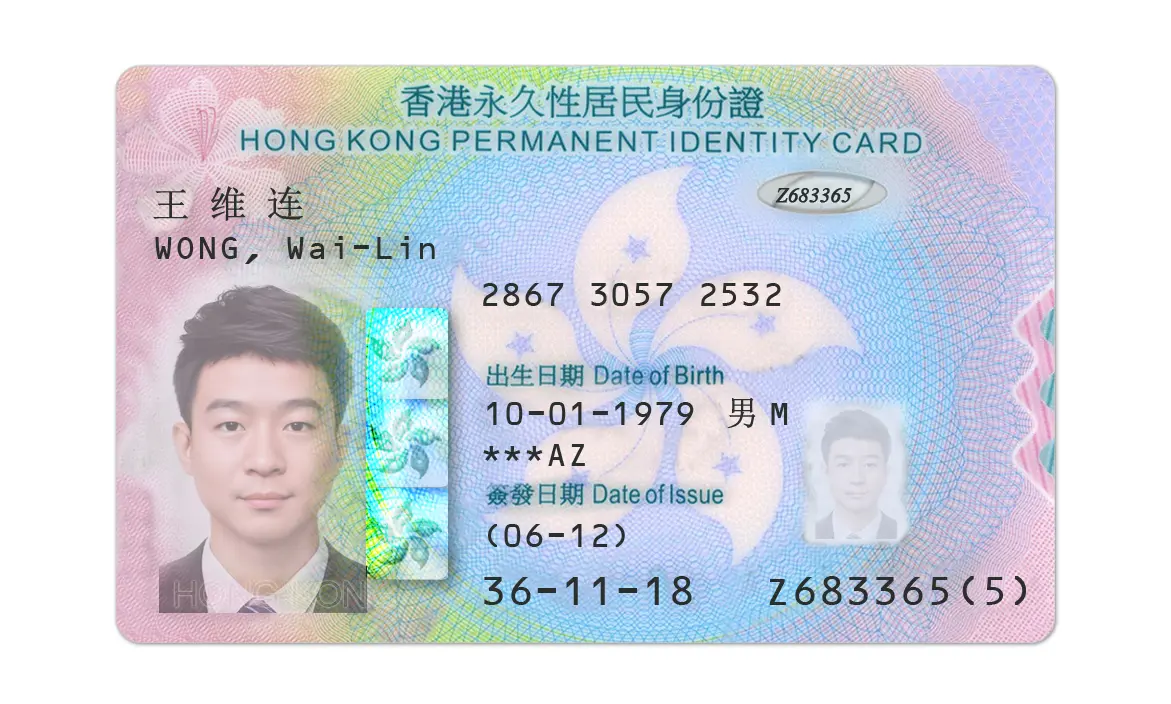 香港永久性居民身份證
HONG KONG PERMANENT IDENTITY CARD
Z683365
王维连
WONG, Wai-Lin
2867 3057 2532
出生日期 Date of Birth
10-01-1979 男 M
***AZ
簽發日期 Date of Issue
(06-12)
36-11-18 Z683365(5)
HONG KON